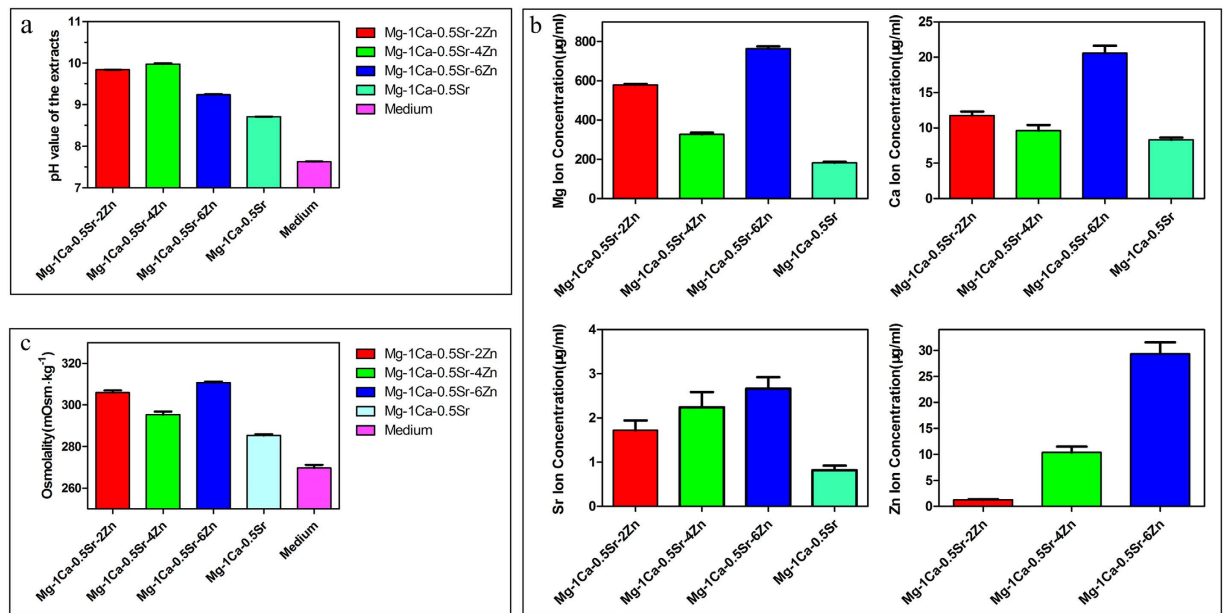 a
pH value of the extracts
11
10
9
8
7
Mg-1Ca-0.5Sr-2Zn
Mg-1Ca-0.5Sr-4Zn
Mg-1Ca-0.5Sr-6Zn
Mg-1Ca-0.5Sr
Medium
Mg-1Ca-0.5Sr-2Zn
Mg-1Ca-0.5Sr-4Zn
Mg-1Ca-0.5Sr-6Zn
Mg-1Ca-0.5Sr
Medium
b
Mg Ion Concentration(μg/ml)
800
600
400
200
0
Mg-1Ca-0.5Sr-2Zn
Mg-1Ca-0.5Sr-4Zn
Mg-1Ca-0.5Sr-6Zn
Mg-1Ca-0.5Sr
Ca Ion Concentration(μg/ml)
25
20
15
10
5
0
Mg-1Ca-0.5Sr-2Zn
Mg-1Ca-0.5Sr-4Zn
Mg-1Ca-0.5Sr-6Zn
Mg-1Ca-0.5Sr
Sr Ion Concentration(μg/ml)
4
3
2
1
0
Mg-1Ca-0.5Sr-2Zn
Mg-1Ca-0.5Sr-4Zn
Mg-1Ca-0.5Sr-6Zn
Mg-1Ca-0.5Sr
Zn Ion Concentration(μg/ml)
30
25
20
15
10
5
0
Mg-1Ca-0.5Sr-2Zn
Mg-1Ca-0.5Sr-4Zn
Mg-1Ca-0.5Sr-6Zn
c
Osmolality(mOsm·kg⁻¹)
320
300
280
260
Mg-1Ca-0.5Sr-2Zn
Mg-1Ca-0.5Sr-4Zn
Mg-1Ca-0.5Sr-6Zn
Mg-1Ca-0.5Sr
Medium
Mg-1Ca-0.5Sr-2Zn
Mg-1Ca-0.5Sr-4Zn
Mg-1Ca-0.5Sr-6Zn
Mg-1Ca-0.5Sr
Medium